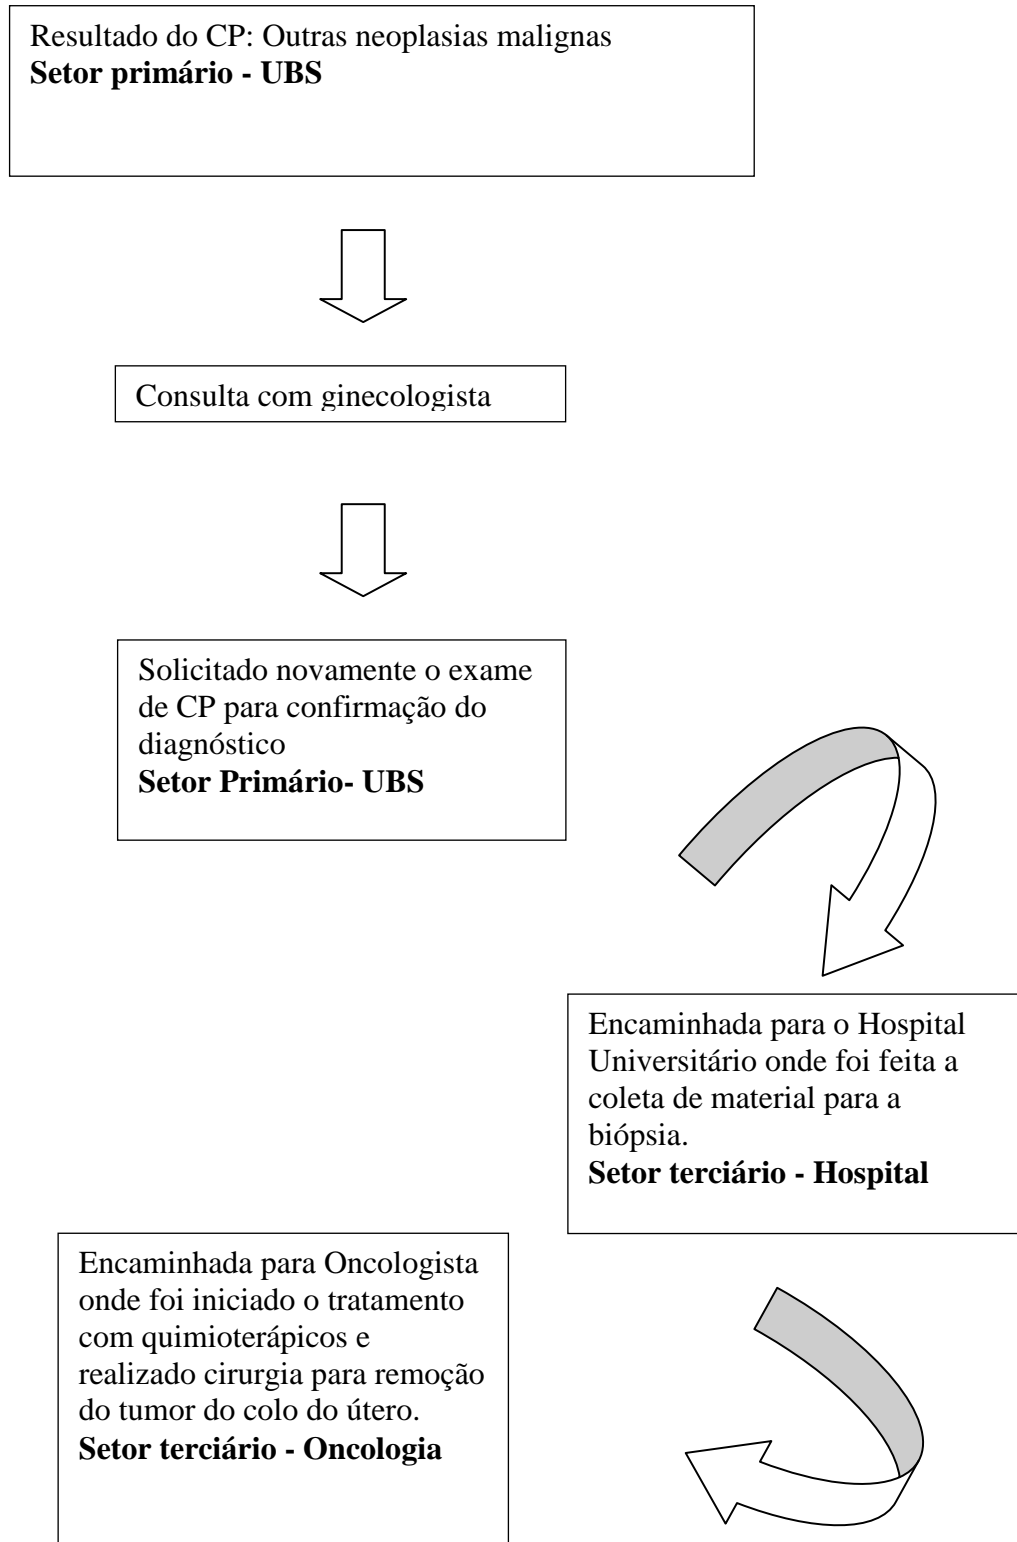 Resultado do CP: Outras neoplasias malignas
Setor primário - UBS
Consulta com ginecologista
Solicitado novamente o exame
de CP para confirmação do
diagnóstico
Setor Primário- UBS
Encaminhada para o Hospital
Universitário onde foi feita a
coleta de material para a
biópsia.
Setor terciário - Hospital
Encaminhada para Oncologista
onde foi iniciado o tratamento
com quimioterápicos e
realizado cirurgia para remoção
do tumor do colo do útero.
Setor terciário - Oncologia